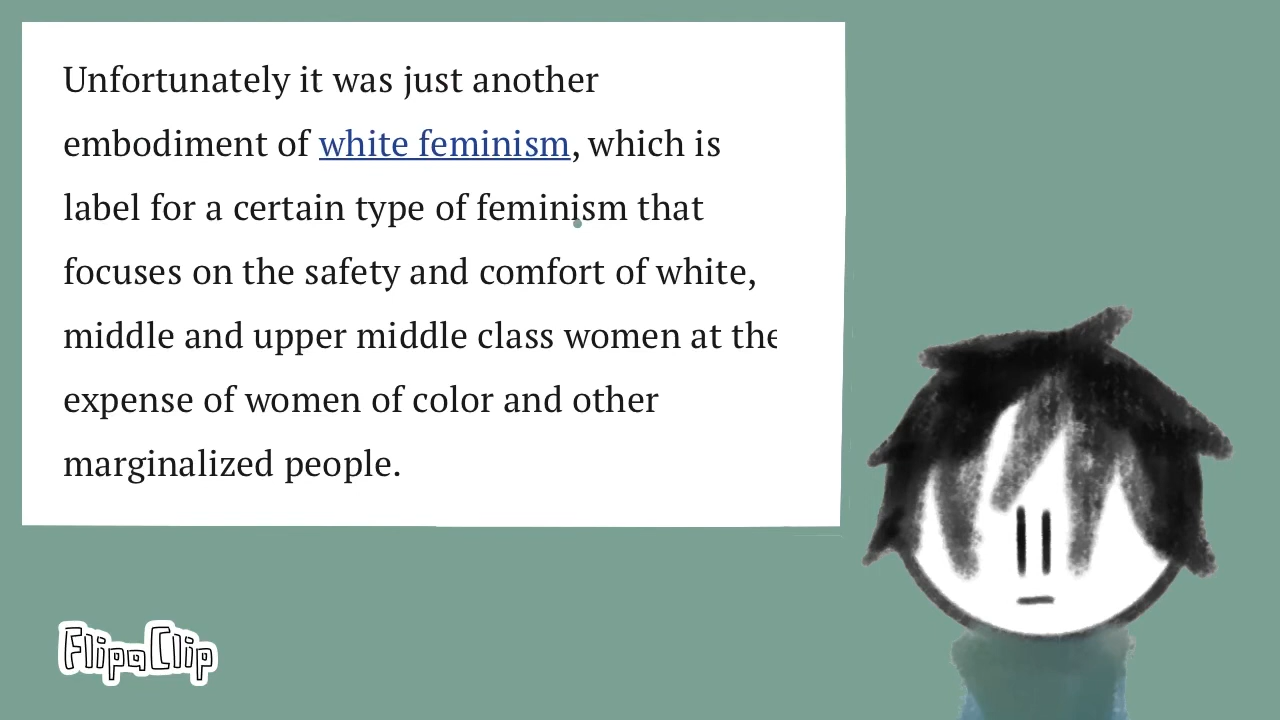 Unfortunately it was just another
embodiment of white feminism, which is
label for a certain type of feminism that
focuses on the safety and comfort of white,
middle and upper middle class women at the
expense of women of color and other
marginalized people.
FlipaClip